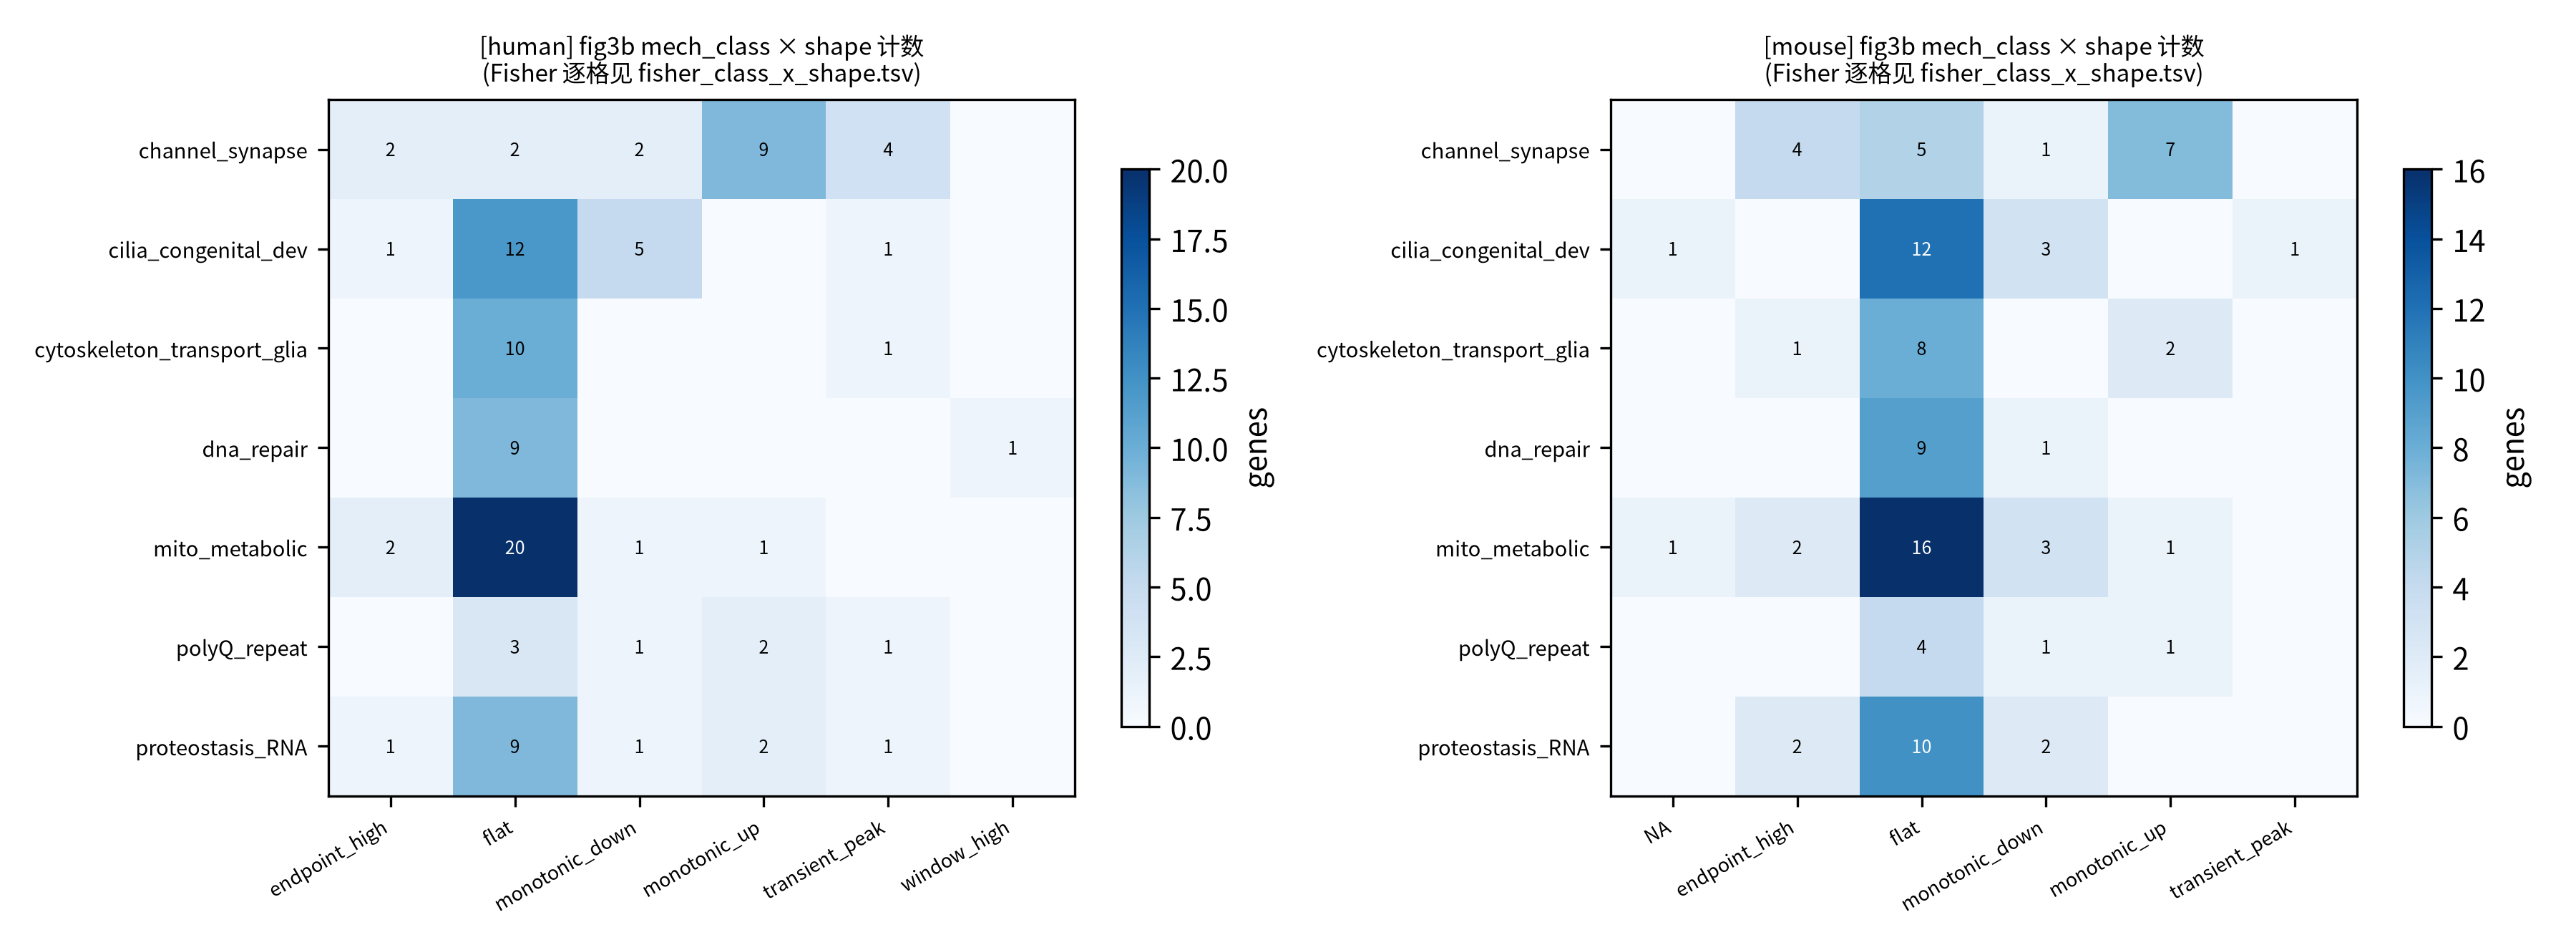 [human] fig3b mech_class × shape 计数
(Fisher 逐格见 fisher_class_x_shape.tsv)
channel_synapse 2 2 2 9 4
cilia_congenital_dev 1 12 5 1
cytoskeleton_transport_glia 10 1
dna_repair 9 1
mito_metabolic 2 20 1 1
polyQ_repeat 3 1 2 1
proteostasis_RNA 1 9 1 2 1
endpoint_high flat monotonic_down monotonic_up transient_peak window_high
20.0
17.5
15.0
12.5
10.0
7.5
5.0
2.5
0.0
genes
[mouse] fig3b mech_class × shape 计数
(Fisher 逐格见 fisher_class_x_shape.tsv)
channel_synapse 4 5 1 7
cilia_congenital_dev 1 12 3 1
cytoskeleton_transport_glia 1 8 2
dna_repair 9 1
mito_metabolic 1 2 16 3 1
polyQ_repeat 4 1 1
proteostasis_RNA 2 10 2
NA endpoint_high flat monotonic_down monotonic_up transient_peak
16
14
12
10
8
6
4
2
0
genes